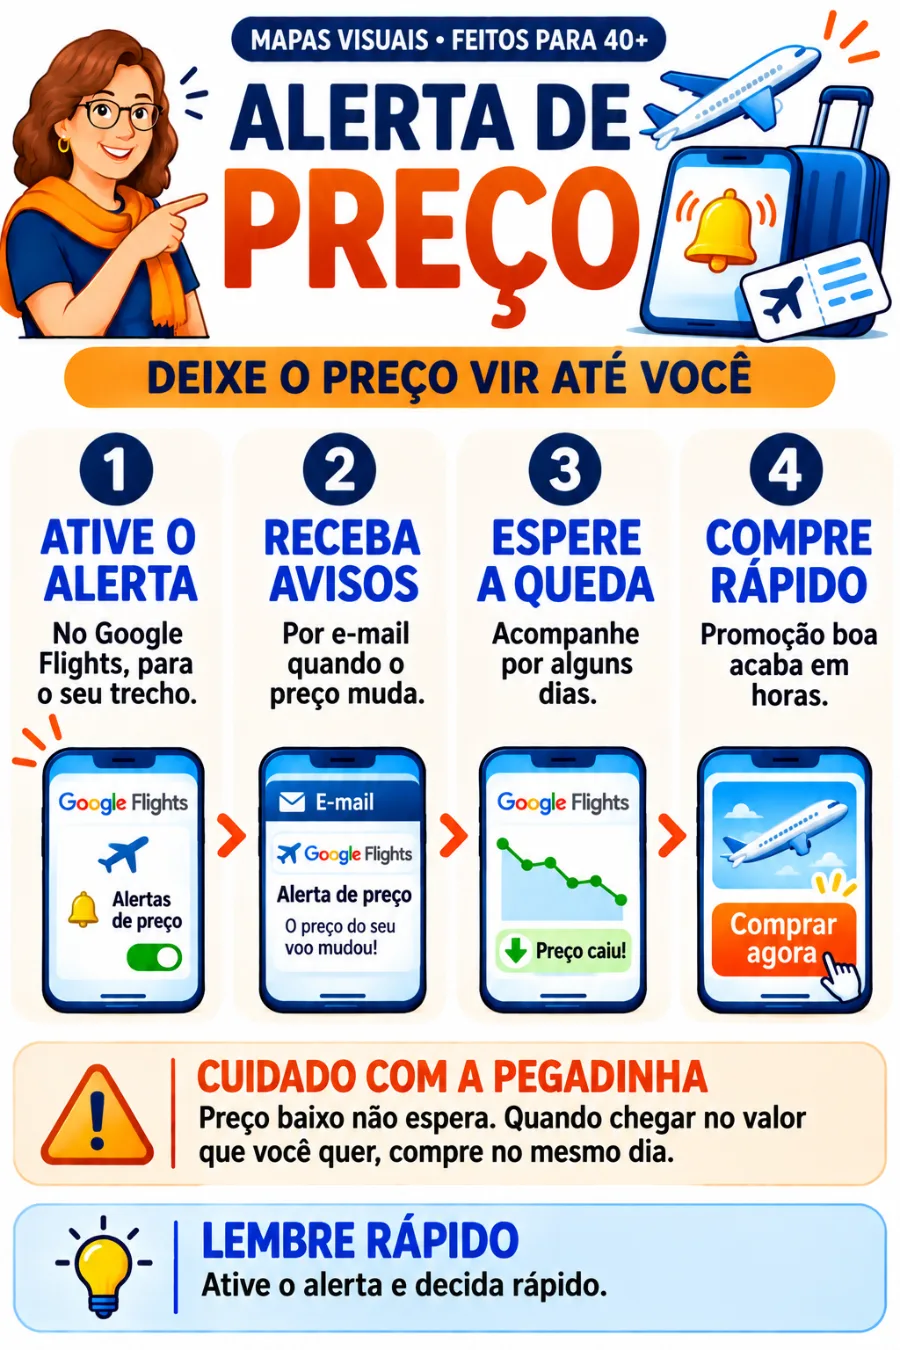 MAPAS VISUAIS • FEITOS PARA 40+
ALERTA DE
PREÇO
DEIXE O PREÇO VIR ATÉ VOCÊ
1
ATIVE O
ALERTA
No Google
Flights, para
o seu trecho.
Google Flights
Alertas
de preço
2
RECEBA
AVISOS
Por e-mail
quando o
preço muda.
E-mail
Google Flights
Alerta de preço
O preço do seu
voo mudou!
3
ESPERE
A QUEDA
Acompanhe
por alguns
dias.
Google Flights
Preço caiu!
4
COMPRE
RÁPIDO
Promoção boa
acaba em
horas.
Comprar
agora
CUIDADO COM A PEGADINHA
Preço baixo não espera. Quando chegar no valor
que você quer, compre no mesmo dia.
LEMBRE RÁPIDO
Ative o alerta e decida rápido.